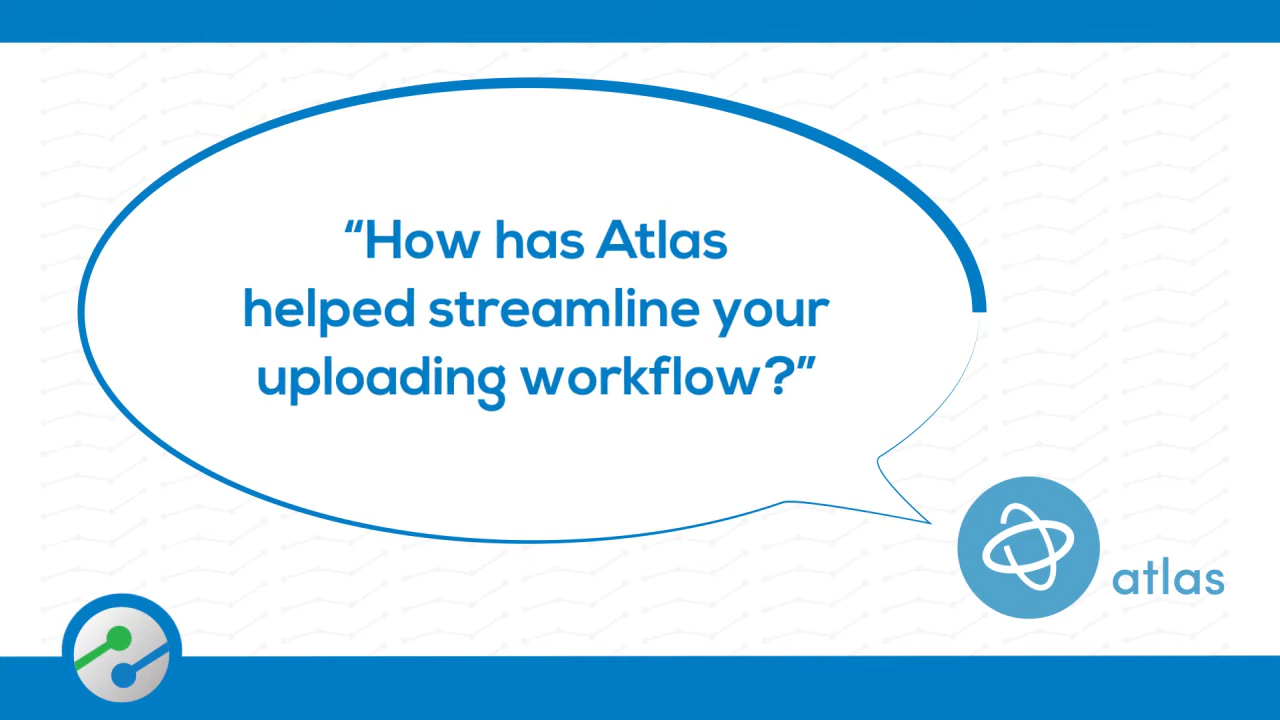 “How has Atlas
helped streamline your
uploading workflow?”
atlas